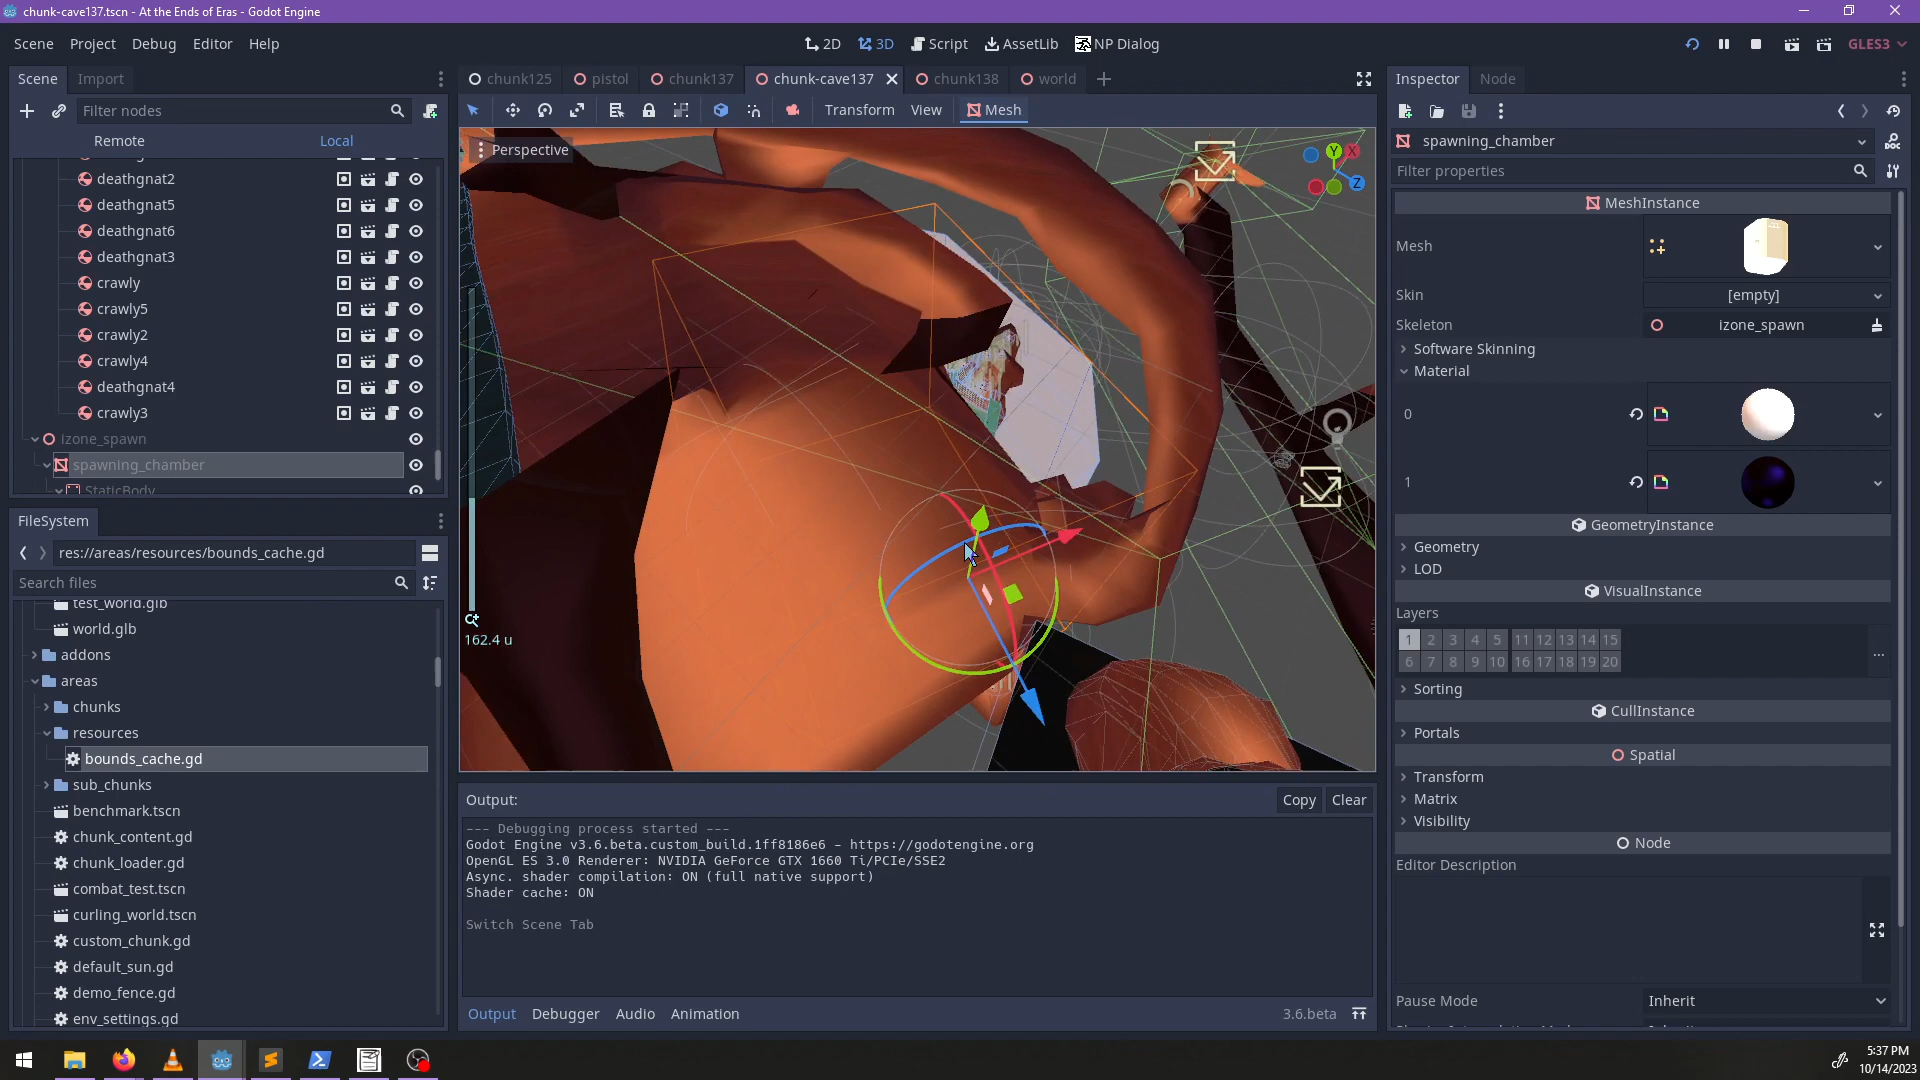 chunk-cave137.tscn - At the Ends of Eras - Godot Engine
Scene Project Debug Editor Help
2D 3D Script AssetLib NP Dialog
GLES3
Scene Import
Filter nodes
Remote Local
deathgnat2
deathgnat5
deathgnat6
deathgnat3
crawly
crawly5
crawly2
crawly4
deathgnat4
crawly3
izone_spawn
spawning_chamber
StaticBody
FileSystem
res://areas/resources/bounds_cache.gd
Search files
test_world.glb
world.glb
addons
areas
chunks
resources
bounds_cache.gd
sub_chunks
benchmark.tscn
chunk_content.gd
chunk_loader.gd
combat_test.tscn
curling_world.tscn
custom_chunk.gd
default_sun.gd
demo_fence.gd
env_settings.gd
chunk125 pistol chunk137 chunk-cave137 chunk138 world
Transform View Mesh
Perspective
Y X Z
162.4 u
Output:
Copy Clear
--- Debugging process started ---
Godot Engine v3.6.beta.custom_build.1ff8186e6 - https://godotengine.org
OpenGL ES 3.0 Renderer: NVIDIA GeForce GTX 1660 Ti/PCIe/SSE2
Async. shader compilation: ON (full native support)
Shader cache: ON
Switch Scene Tab
Output Debugger Audio Animation
3.6.beta
Inspector Node
spawning_chamber
Filter properties
MeshInstance
Mesh
Skin [empty]
Skeleton izone_spawn
Software Skinning
Material
0
1
GeometryInstance
Geometry
LOD
VisualInstance
Layers
1 2 3 4 5 11 12 13 14 15
6 7 8 9 10 16 17 18 19 20
...
Sorting
CullInstance
Portals
Spatial
Transform
Matrix
Visibility
Node
Editor Description
Pause Mode Inherit
5:37 PM
10/14/2023